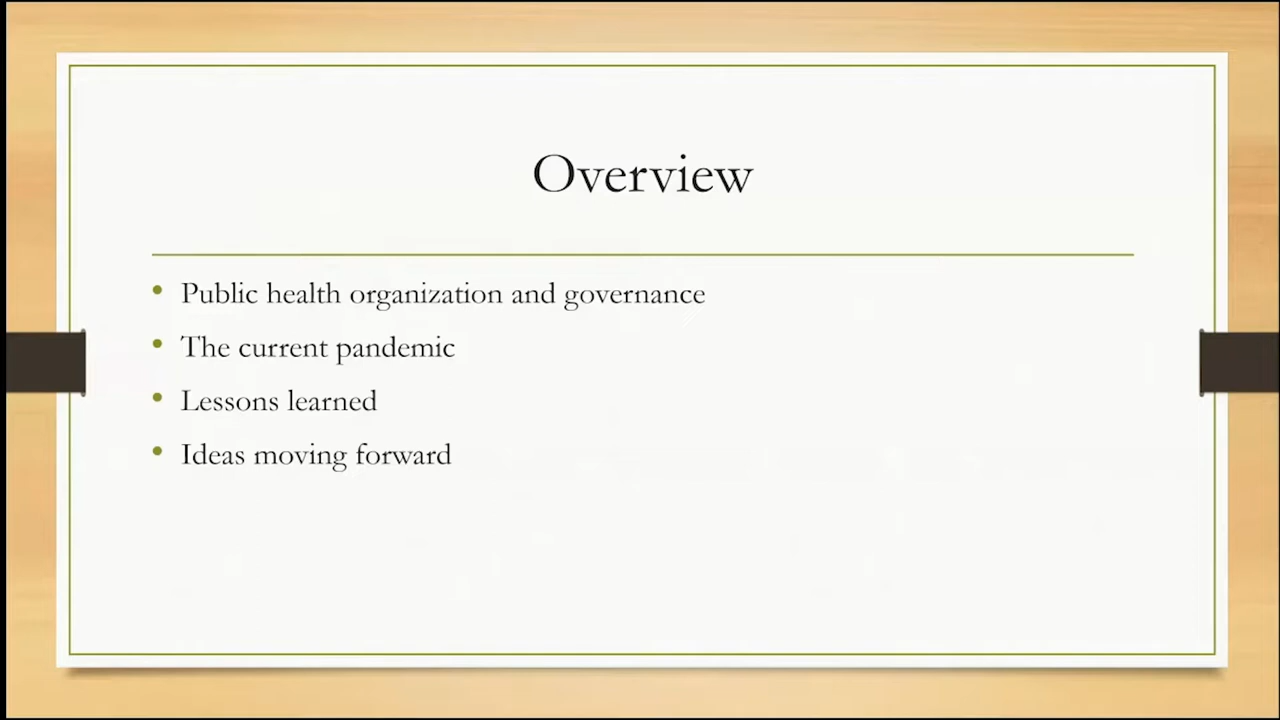 Overview
• Public health organization and governance
• The current pandemic
• Lessons learned
• Ideas moving forward